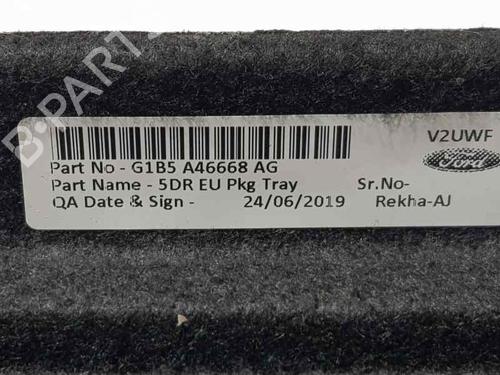 B-PARTS
V2UWF
Ford
Part No - G1B5 A46668 AG
Part Name - 5DR EU Pkg Tray Sr.No-
QA Date & Sign - 24/06/2019 Rekha-AJ